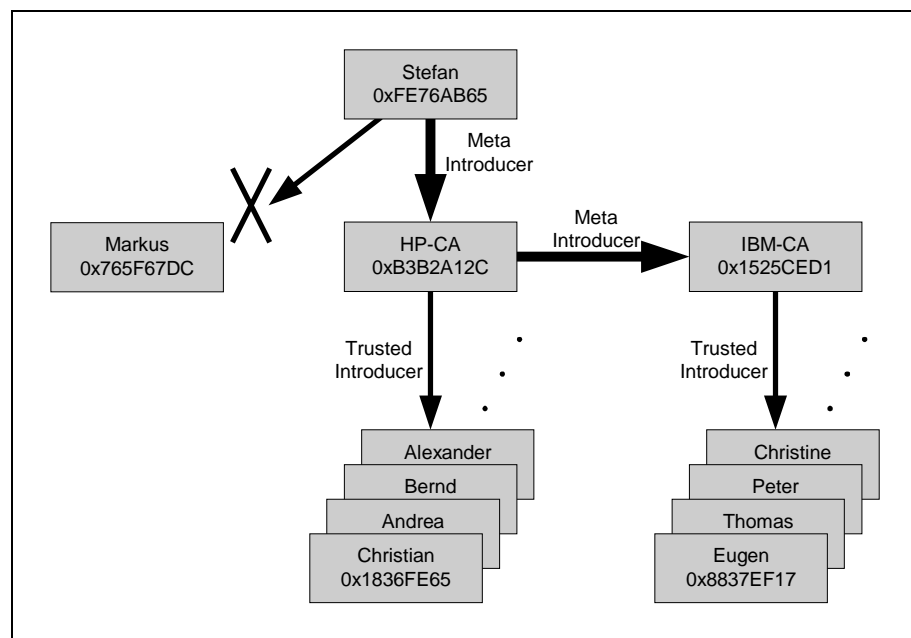 Stefan
0xFE76AB65
Meta
Introducer
Markus
0x765F67DC
HP-CA
0xB3B2A12C
Meta
Introducer
IBM-CA
0x1525CED1
Trusted
Introducer
Trusted
Introducer
Alexander
Bernd
Andrea
Christian
0x1836FE65
Christine
Peter
Thomas
Eugen
0x8837EF17